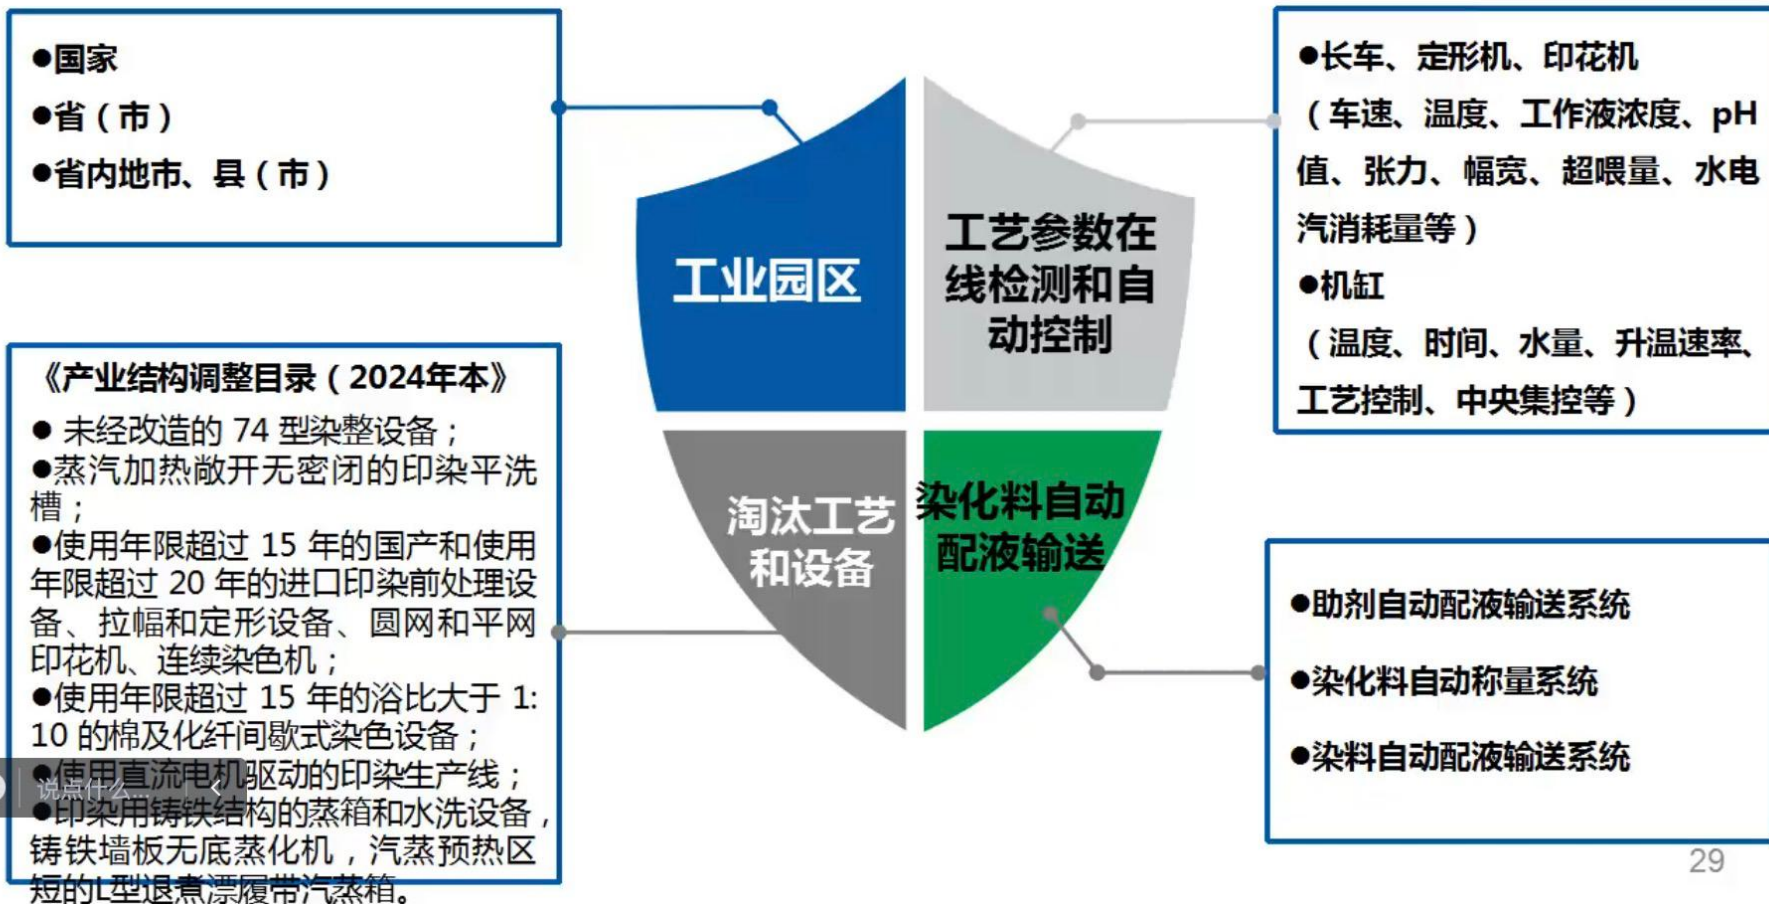 ●国家
●省（市）
●省内地市、县（市）
《产业结构调整目录（2024年本》
● 未经改造的 74 型染整设备；
●蒸汽加热敞开无密闭的印染平洗
槽；
●使用年限超过 15 年的国产和使用
年限超过 20 年的进口印染前处理设
备、拉幅和定形设备、圆网和平网
印花机、连续染色机；
●使用年限超过 15 年的浴比大于 1:
10 的棉及化纤间歇式染色设备；
●使用直流电机驱动的印染生产线；
说点什么...
●印染用铸铁结构的蒸箱和水洗设备，
铸铁墙板无底蒸化机，汽蒸预热区
短的L型退煮漂履带汽蒸箱。
工业园区
工艺参数在
线检测和自
动控制
淘汰工艺
和设备
染化料自动
配液输送
●长车、定形机、印花机
（车速、温度、工作液浓度、pH
值、张力、幅宽、超喂量、水电
汽消耗量等）
●机缸
（温度、时间、水量、升温速率、
工艺控制、中央集控等）
●助剂自动配液输送系统
●染化料自动称量系统
●染料自动配液输送系统
29